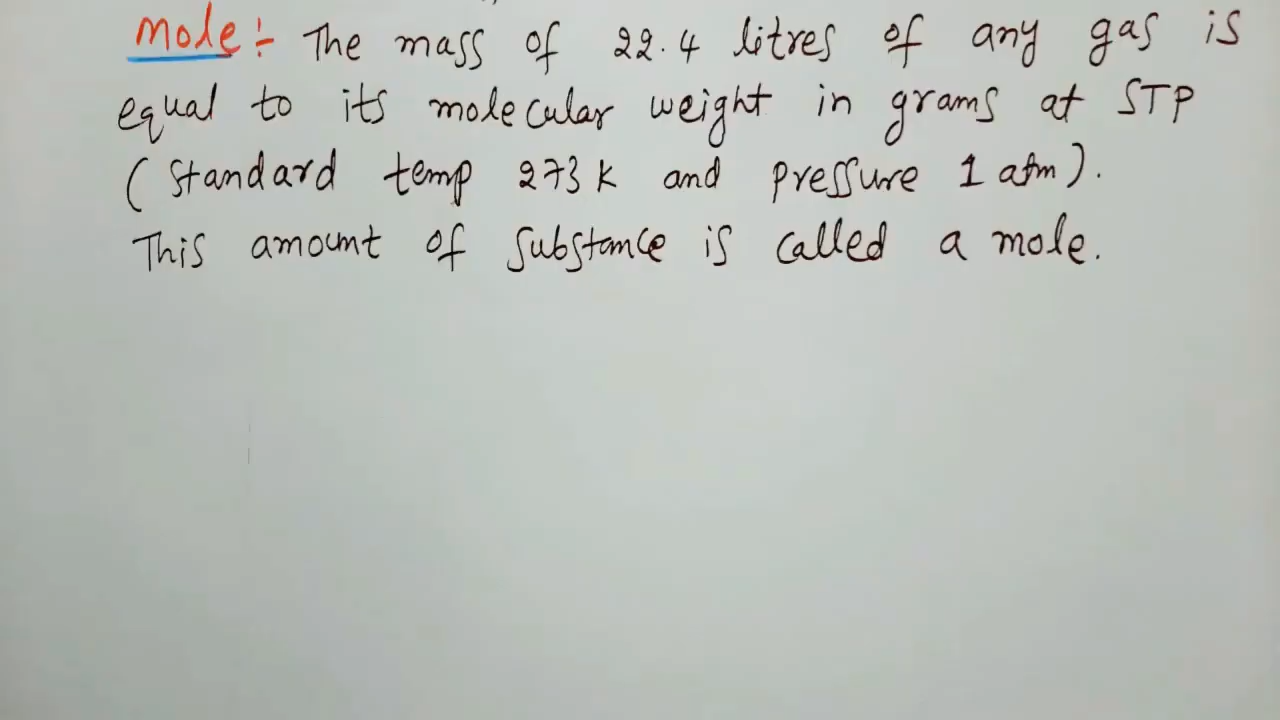 Mole:- The mass of 22.4 litres of any gas is
equal to its molecular weight in grams at STP
(Standard temp 273 K and pressure 1 atm).
This amount of substance is called a mole.